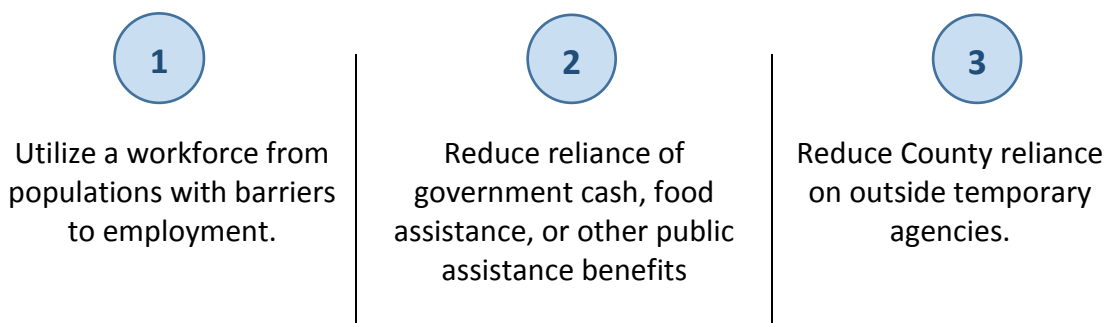 1
Utilize a workforce from
populations with barriers
to employment.
2
Reduce reliance of
government cash, food
assistance, or other public
assistance benefits
3
Reduce County reliance
on outside temporary
agencies.